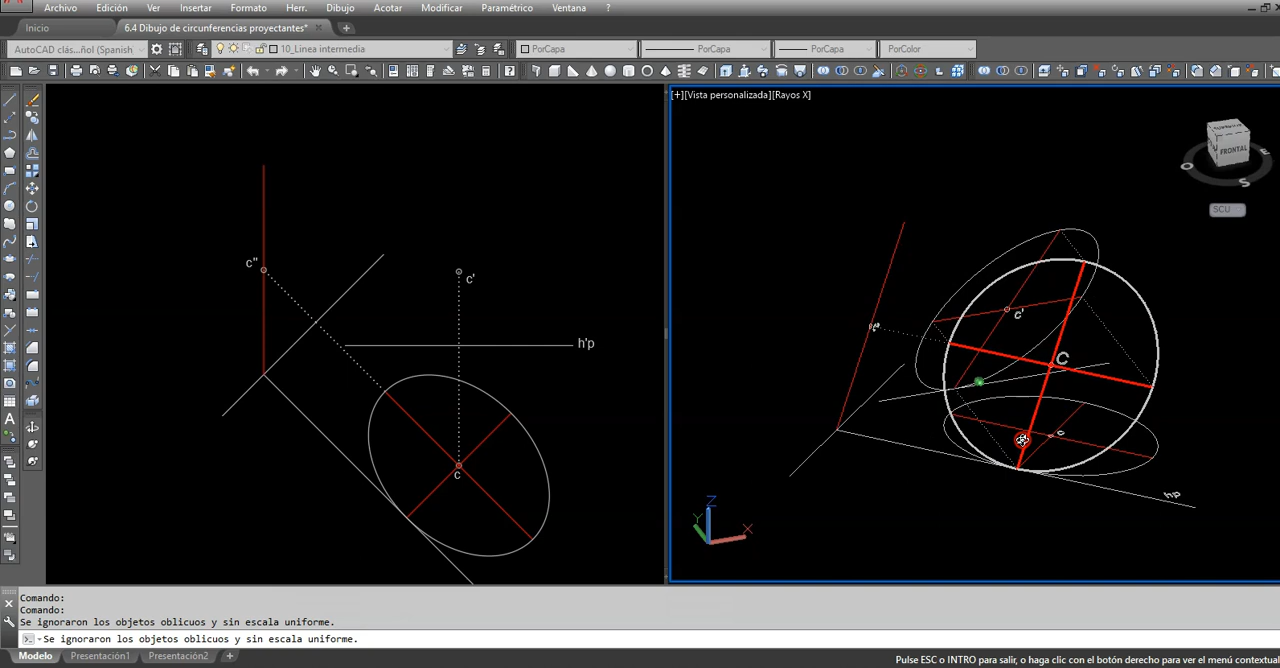 Archivo Edición Ver Insertar Formato Herr. Dibujo Acotar Modificar Paramétrico Ventana ?
Inicio 6.4 Dibujo de circunferencias proyectantes*
AutoCAD clás...ñol (Spanish) 10_Linea intermedia PorCapa PorCapa PorCapa PorColor
[+][Vista personalizada][Rayos X]
FRONTAL
O
E
S
SCU
c"
c'
h'p
c
c'
C
c
hp
Z
Y
X
A
Comando:
Comando:
Se ignoraron los objetos oblicuos y sin escala uniforme.
Se ignoraron los objetos oblicuos y sin escala uniforme.
Modelo Presentación1 Presentación2 +
Pulse ESC o INTRO para salir, o haga clic con el botón derecho para ver el menú contextual